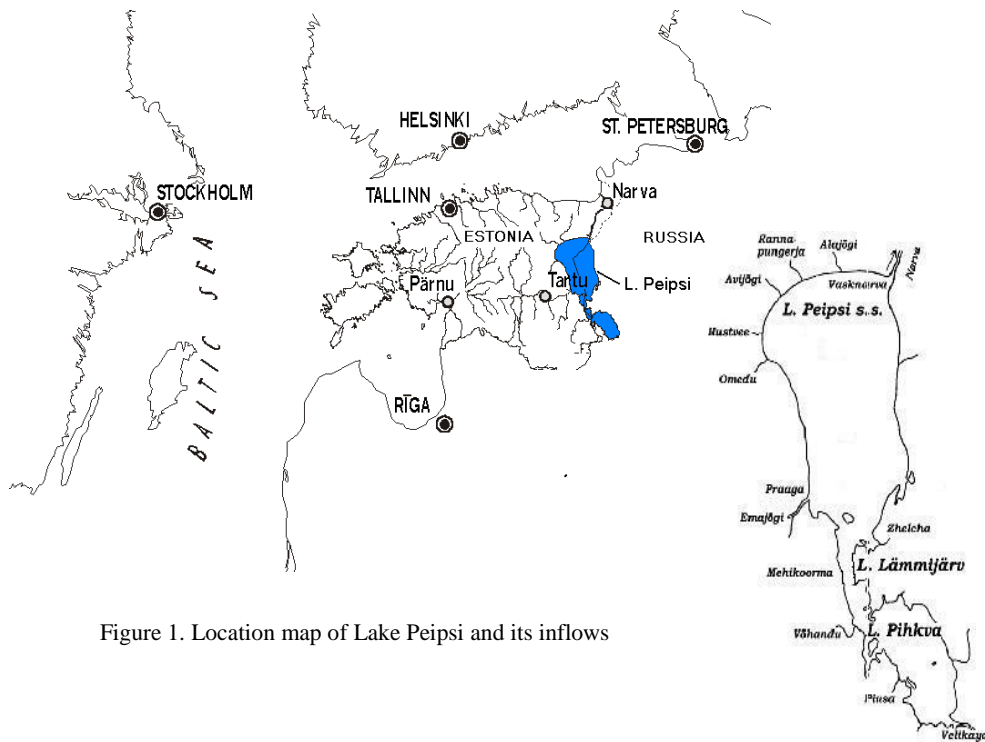 HELSINKI
ST. PETERSBURG
STOCKHOLM
TALLINN
Narva
ESTONIA
RUSSIA
BALTIC SEA
Pärnu
Tartu
L. Peipsi
RĪGA
Ranna-
pungerja
Alajõgi
Narva
Avijõgi
Vasknarva
L. Peipsi s.s.
Mustvee
Omedu
Praaga
Emajõgi
Zhelcha
Mehikoorma
L. Lämmijärv
Võhandu
L. Pihkva
Piusa
Velikaya
Figure 1. Location map of Lake Peipsi and its inflows